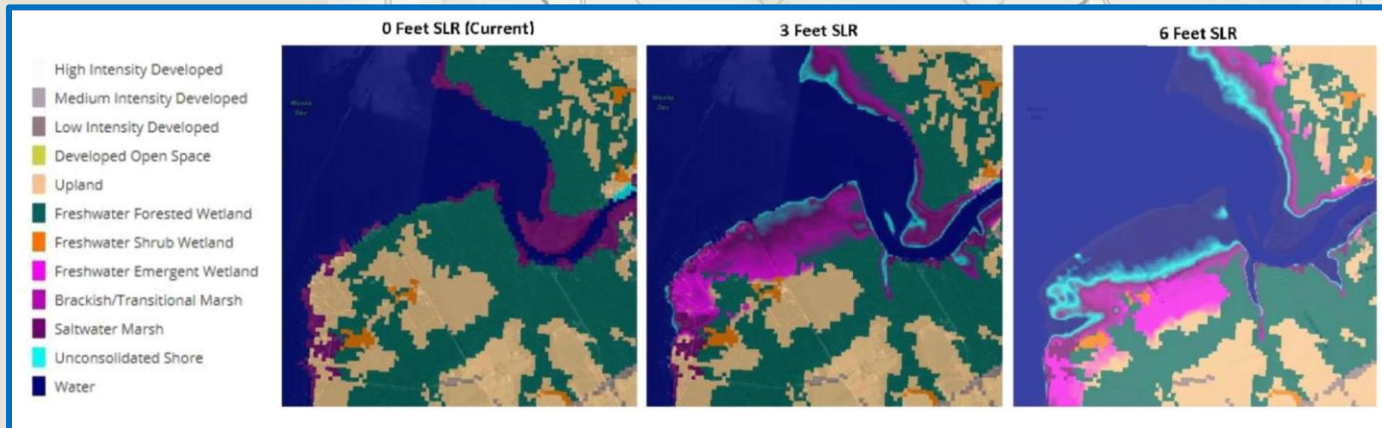 0 Feet SLR (Current)
3 Feet SLR
6 Feet SLR
High Intensity Developed
Medium Intensity Developed
Low Intensity Developed
Developed Open Space
Upland
Freshwater Forested Wetland
Freshwater Shrub Wetland
Freshwater Emergent Wetland
Brackish/Transitional Marsh
Saltwater Marsh
Unconsolidated Shore
Water